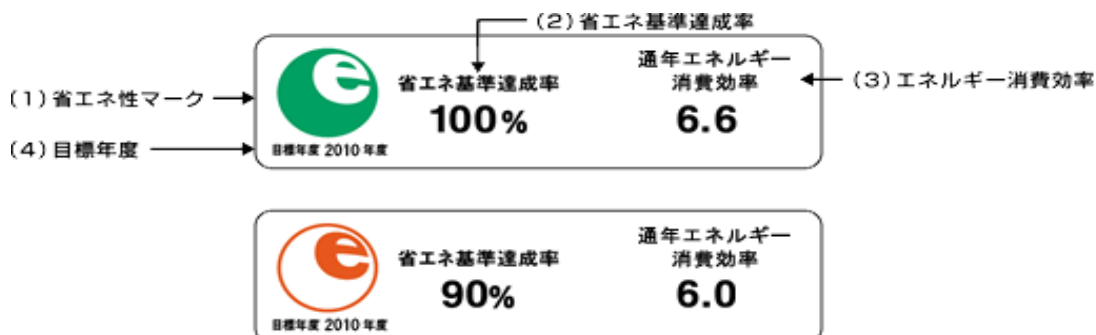 (2)省エネ基準達成率
(1)省エネ性マーク
(4)目標年度
e
省エネ基準達成率
100%
通年エネルギー
消費効率
6.6
目標年度 2010 年度
(3)エネルギー消費効率
e
省エネ基準達成率
90%
通年エネルギー
消費効率
6.0
目標年度 2010 年度